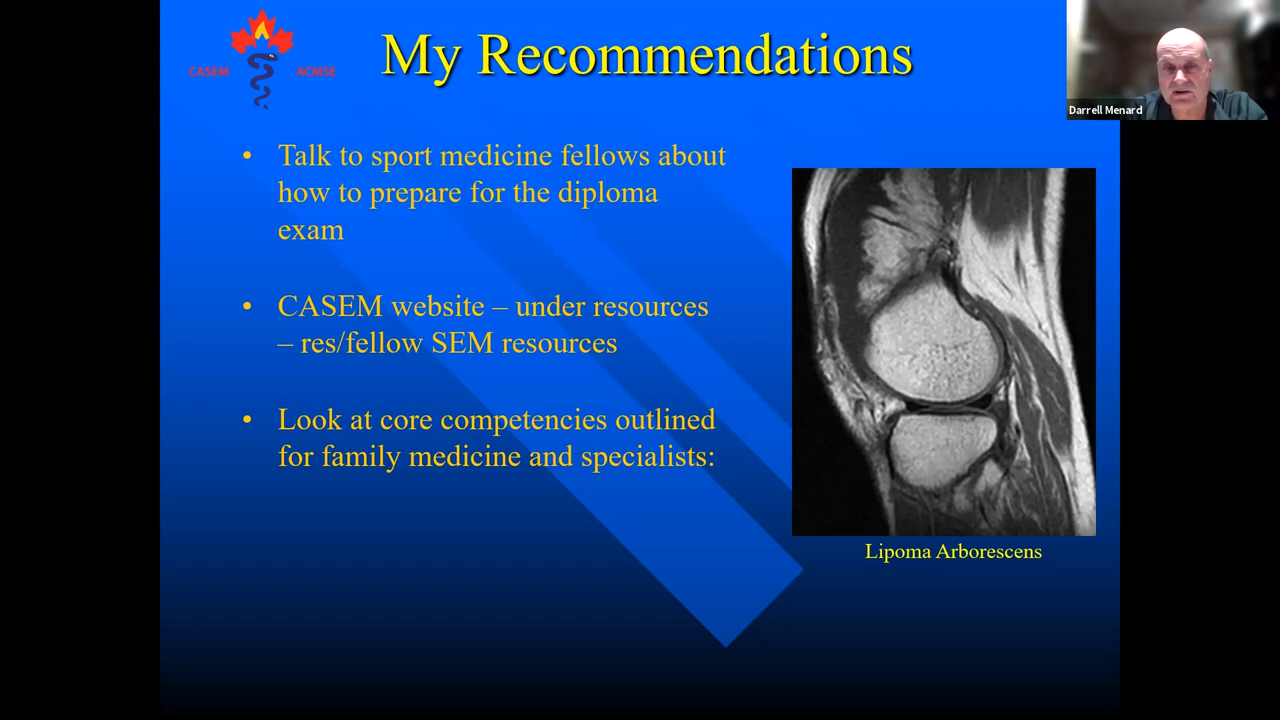 CASEM ACMSE
My Recommendations
Darrell Menard
• Talk to sport medicine fellows about
how to prepare for the diploma
exam
• CASEM website – under resources
– res/fellow SEM resources
• Look at core competencies outlined
for family medicine and specialists:
Lipoma Arborescens